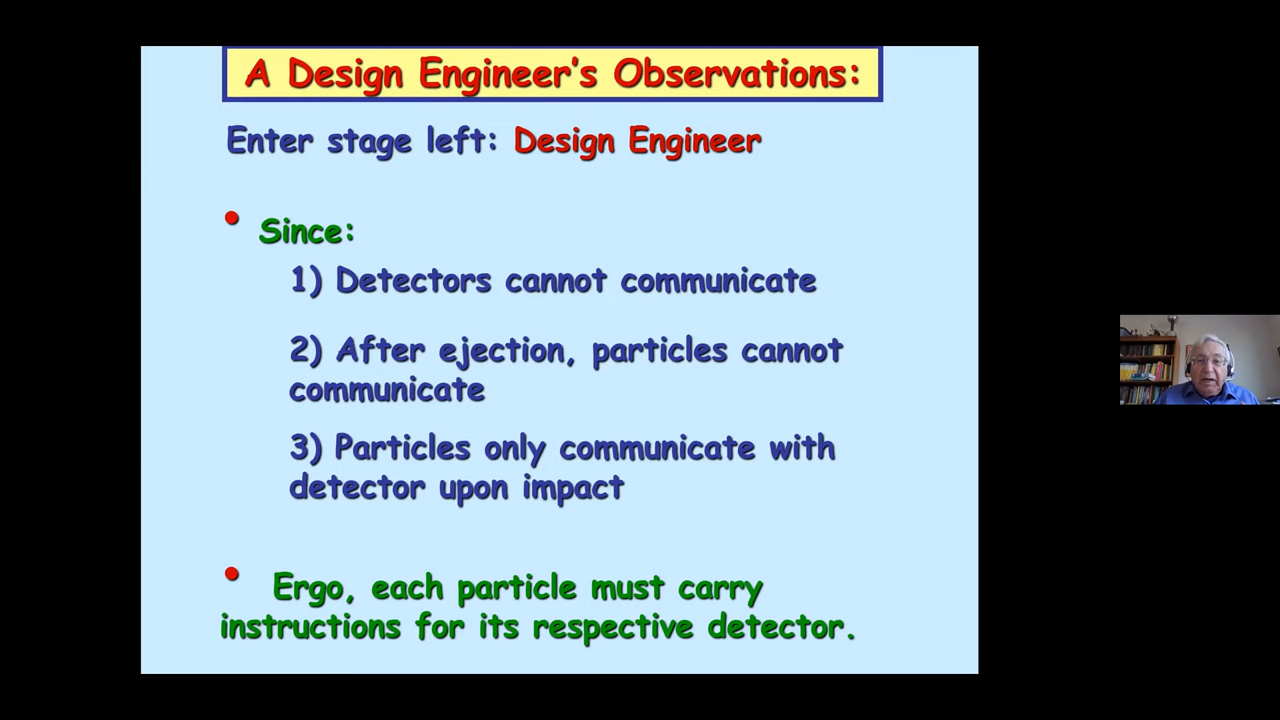 A Design Engineer's Observations:
Enter stage left: Design Engineer
• Since:
1) Detectors cannot communicate
2) After ejection, particles cannot
communicate
3) Particles only communicate with
detector upon impact
• Ergo, each particle must carry
instructions for its respective detector.